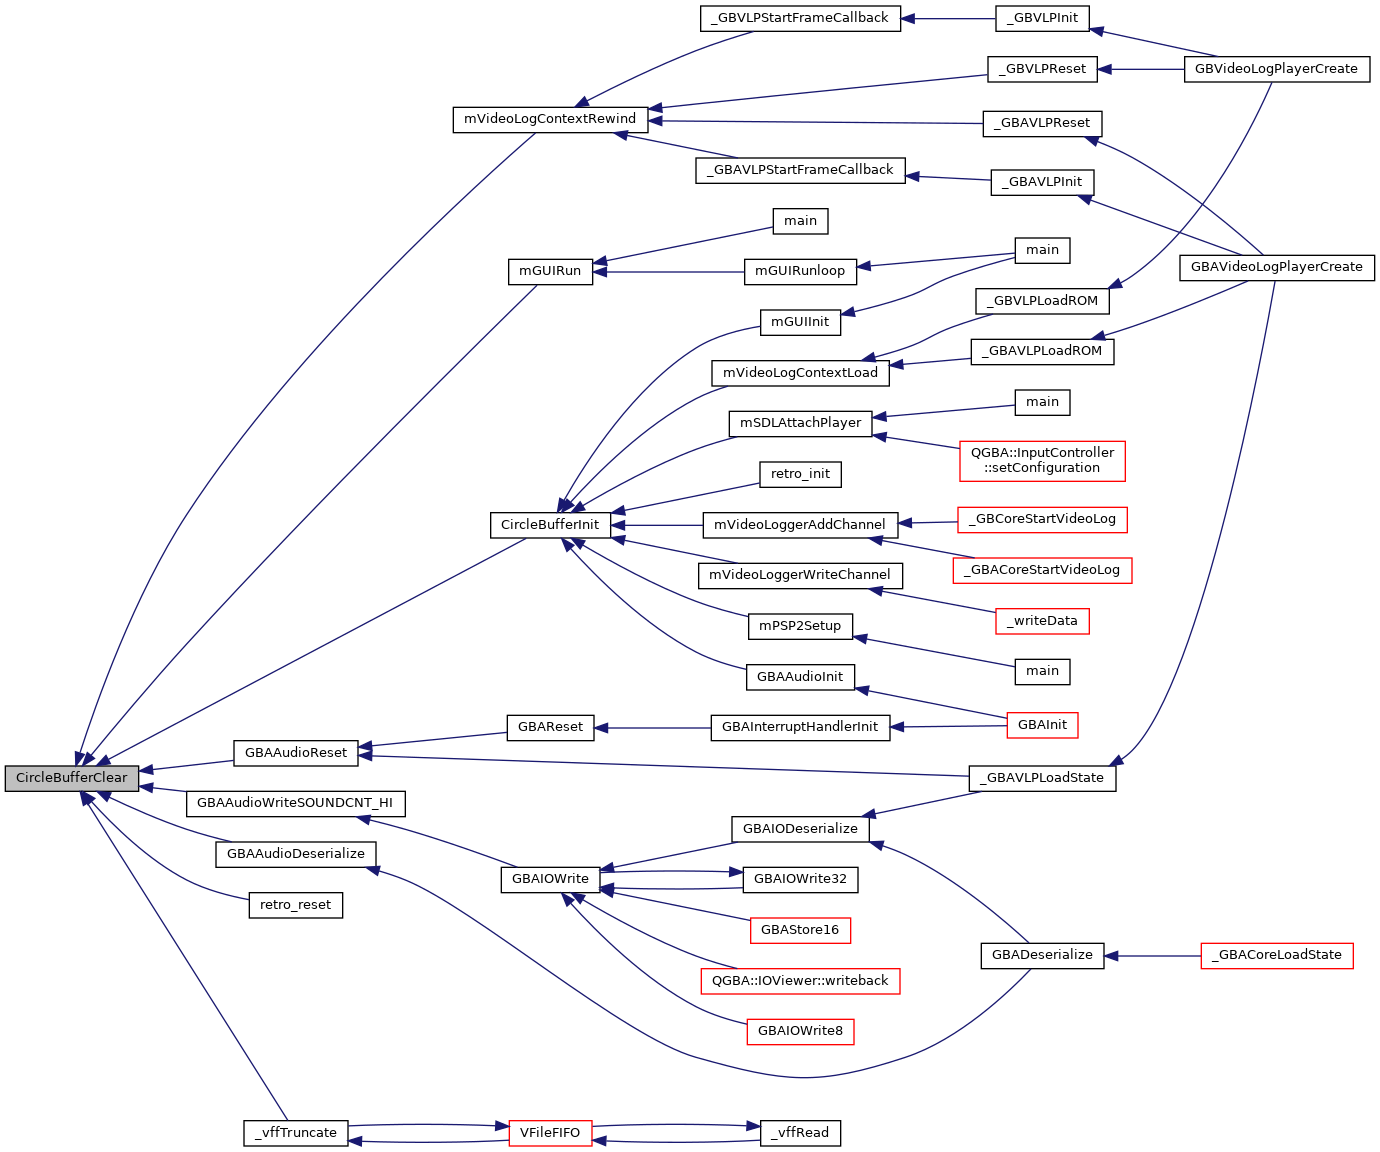 _GBVLPStartFrameCallback
_GBVLPInit
_GBVLPReset
GBVideoLogPlayerCreate
mVideoLogContextRewind
_GBAVLPReset
_GBAVLPStartFrameCallback
_GBAVLPInit
main
mGUIRun
mGUIRunloop
main
GBAVideoLogPlayerCreate
_GBVLPLoadROM
mGUIInit
_GBAVLPLoadROM
mVideoLogContextLoad
main
mSDLAttachPlayer
QGBA::InputController
::setConfiguration
retro_init
CircleBufferInit
mVideoLoggerAddChannel
_GBCoreStartVideoLog
mVideoLoggerWriteChannel
_GBACoreStartVideoLog
mPSP2Setup
_writeData
GBAAudioInit
main
GBAReset
GBAInterruptHandlerInit
GBAInit
GBAAudioReset
CircleBufferClear
_GBAVLPLoadState
GBAAudioWriteSOUNDCNT_HI
GBAIODeserialize
GBAAudioDeserialize
GBAIOWrite
GBAIOWrite32
retro_reset
GBAStore16
GBADeserialize
_GBACoreLoadState
QGBA::IOViewer::writeback
GBAIOWrite8
_vffTruncate
VFileFIFO
_vffRead